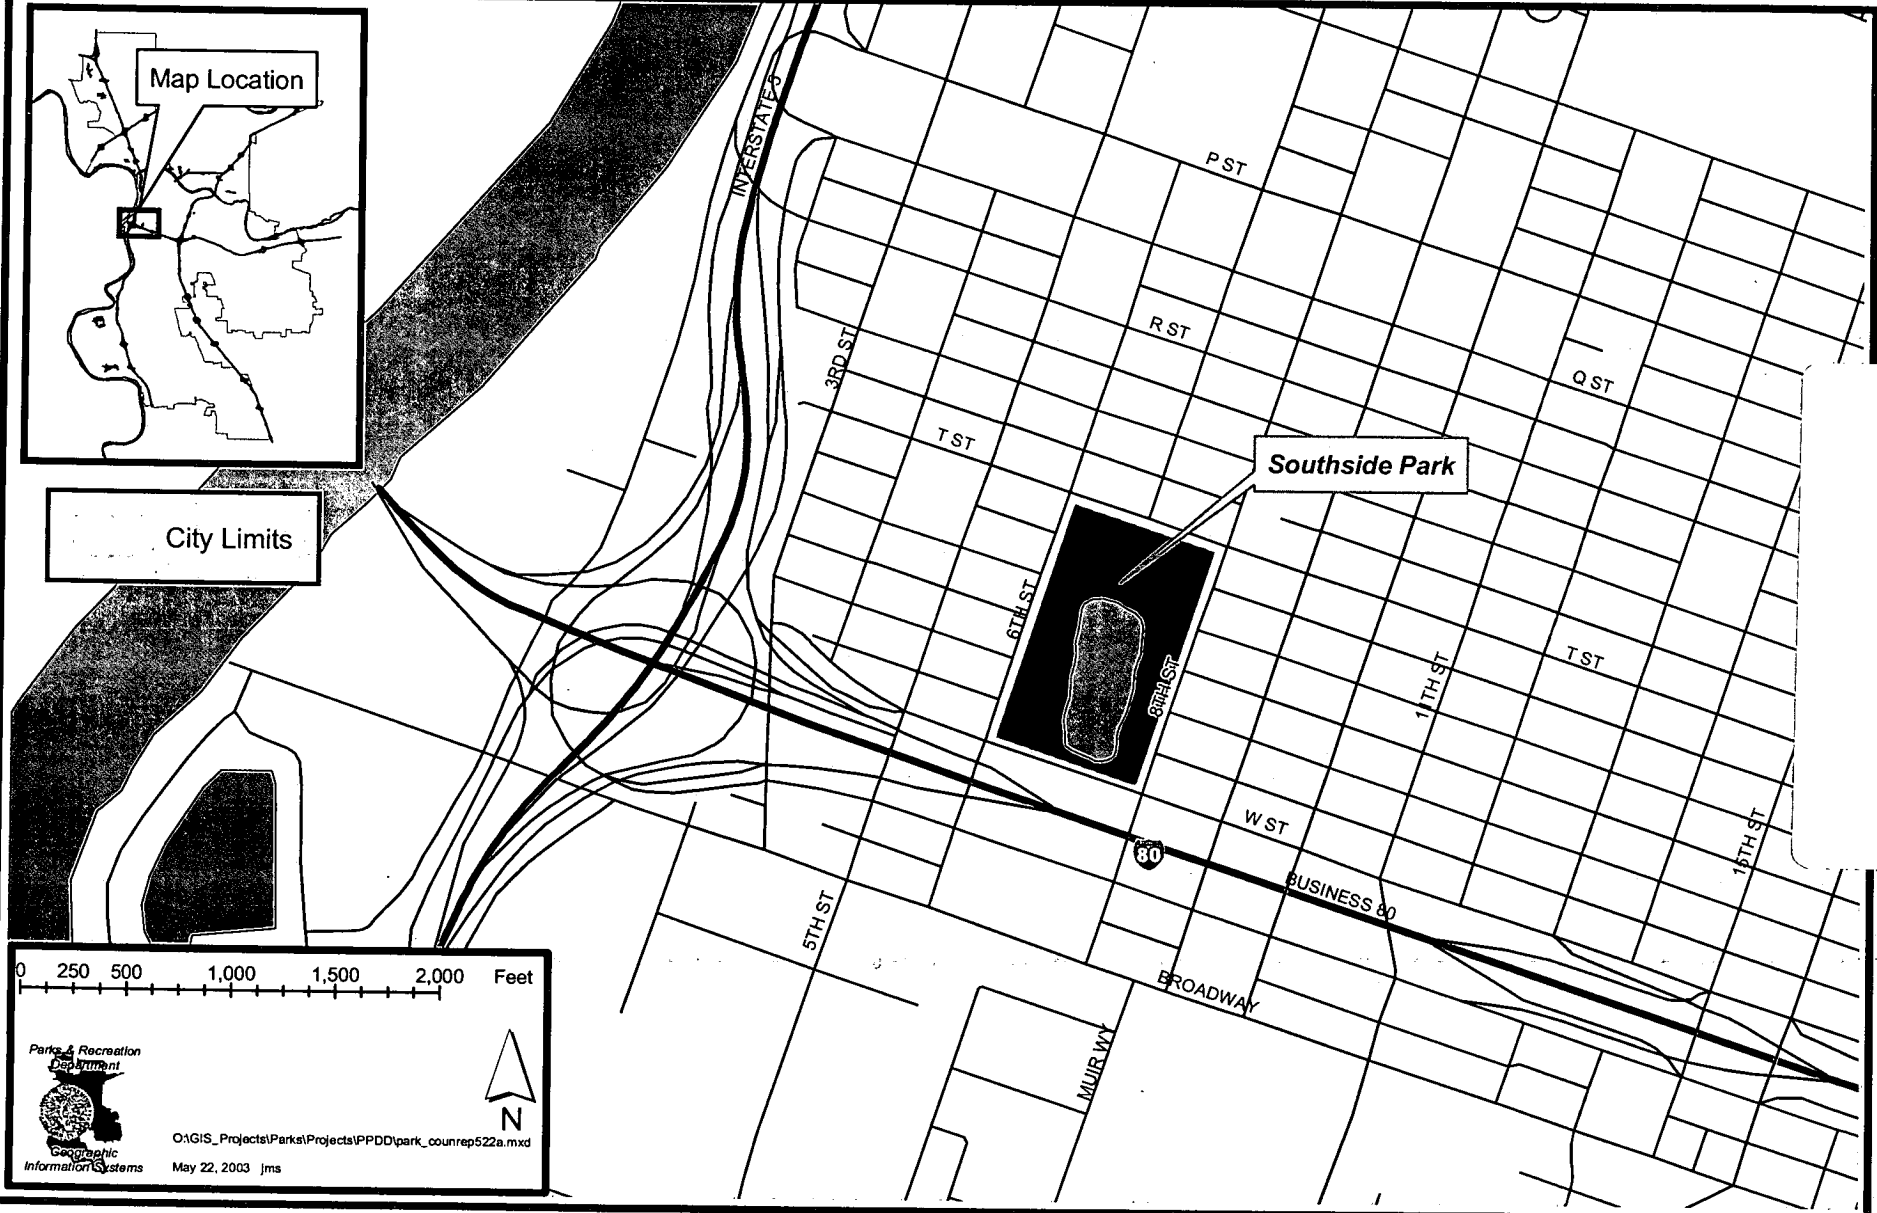 Map Location
INTERSTATE 5
P ST
R ST
3RD ST
Q ST
T ST
Southside Park
City Limits
6TH ST
8TH ST
11TH ST
T ST
W ST
15TH ST
80
BUSINESS 80
5TH ST
BROADWAY
MUIR WY
0 250 500 1,000 1,500 2,000 Feet
Parks & Recreation
Department
N
Geographic
Information Systems
O:\GIS_Projects\Parks\Projects\PPDD\park_counrep522a.mxd
May 22, 2003 jms